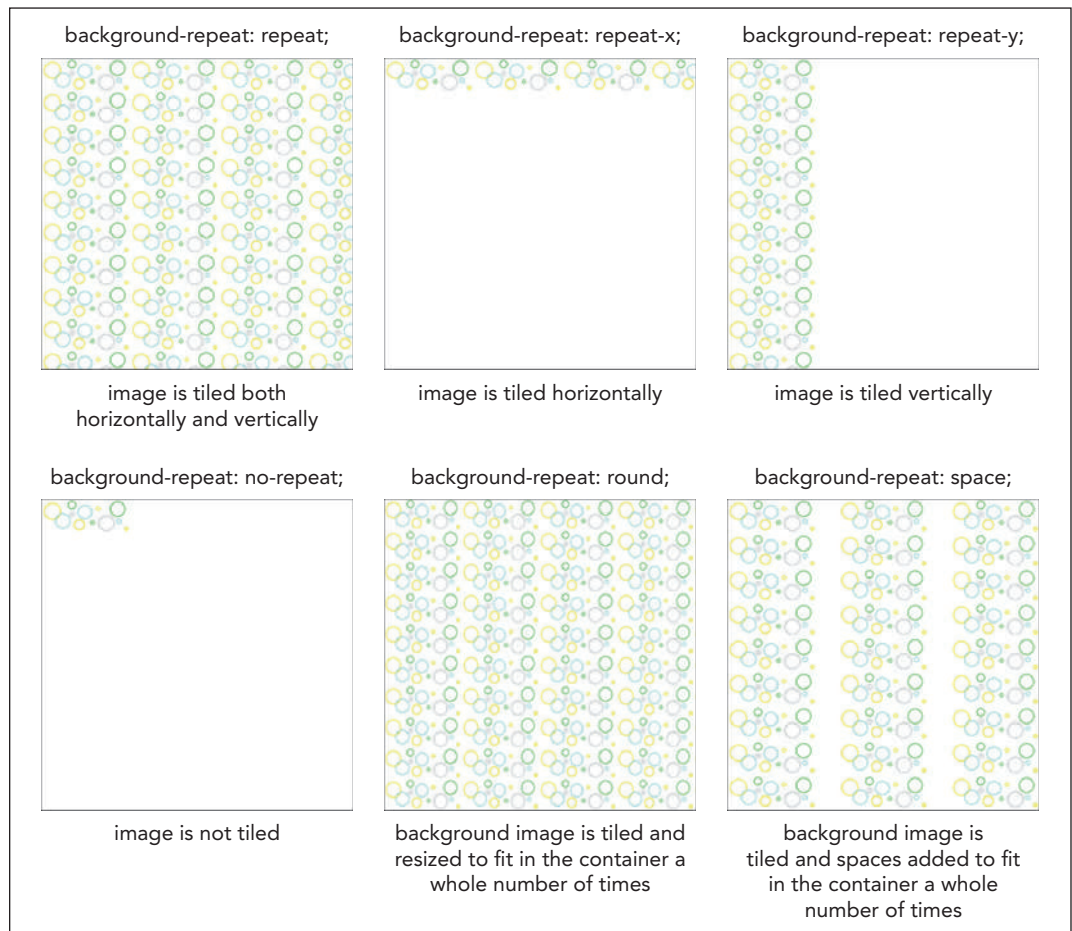 background-repeat: repeat;
background-repeat: repeat-x;
background-repeat: repeat-y;
image is tiled both
horizontally and vertically
image is tiled horizontally
image is tiled vertically
background-repeat: no-repeat;
background-repeat: round;
background-repeat: space;
image is not tiled
background image is tiled and
resized to fit in the container a
whole number of times
background image is
tiled and spaces added to fit
in the container a whole
number of times